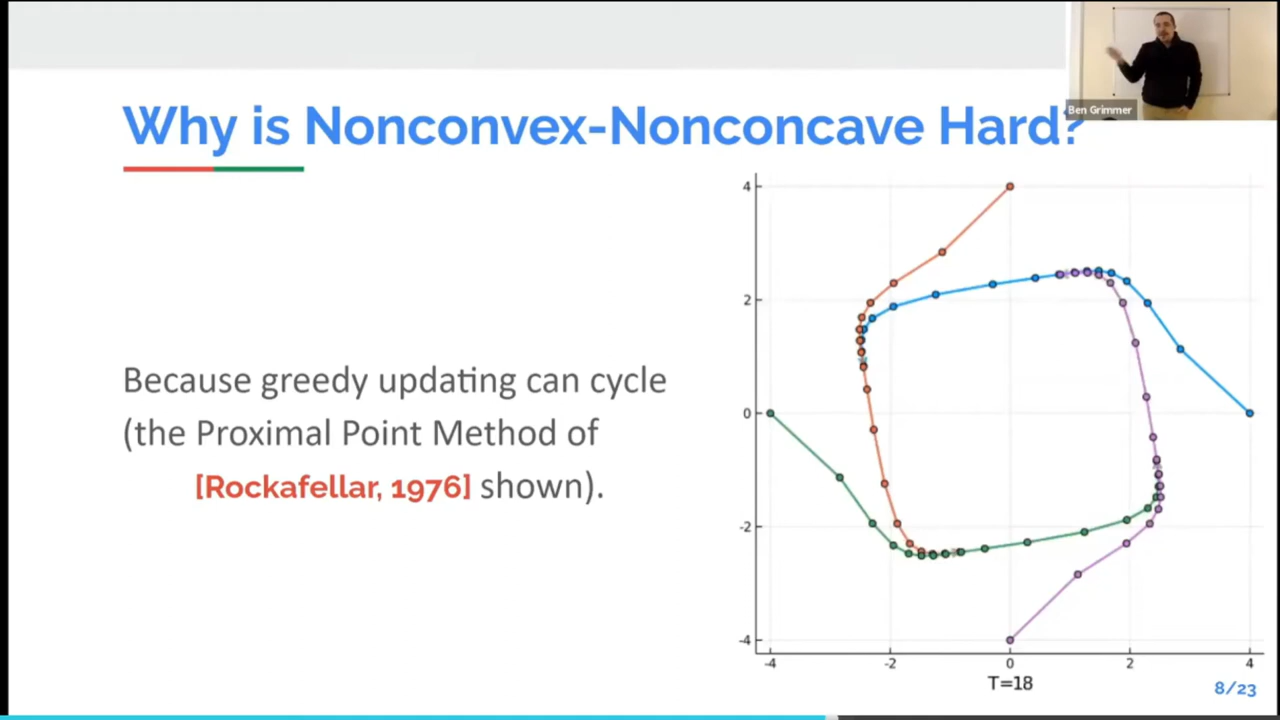 Ben Grimmer
Why is Nonconvex-Nonconcave Hard?
Because greedy updating can cycle
(the Proximal Point Method of
[Rockafellar, 1976] shown).
4
2
0
-2
-4
-4 -2 0 2 4
T=18
8/23